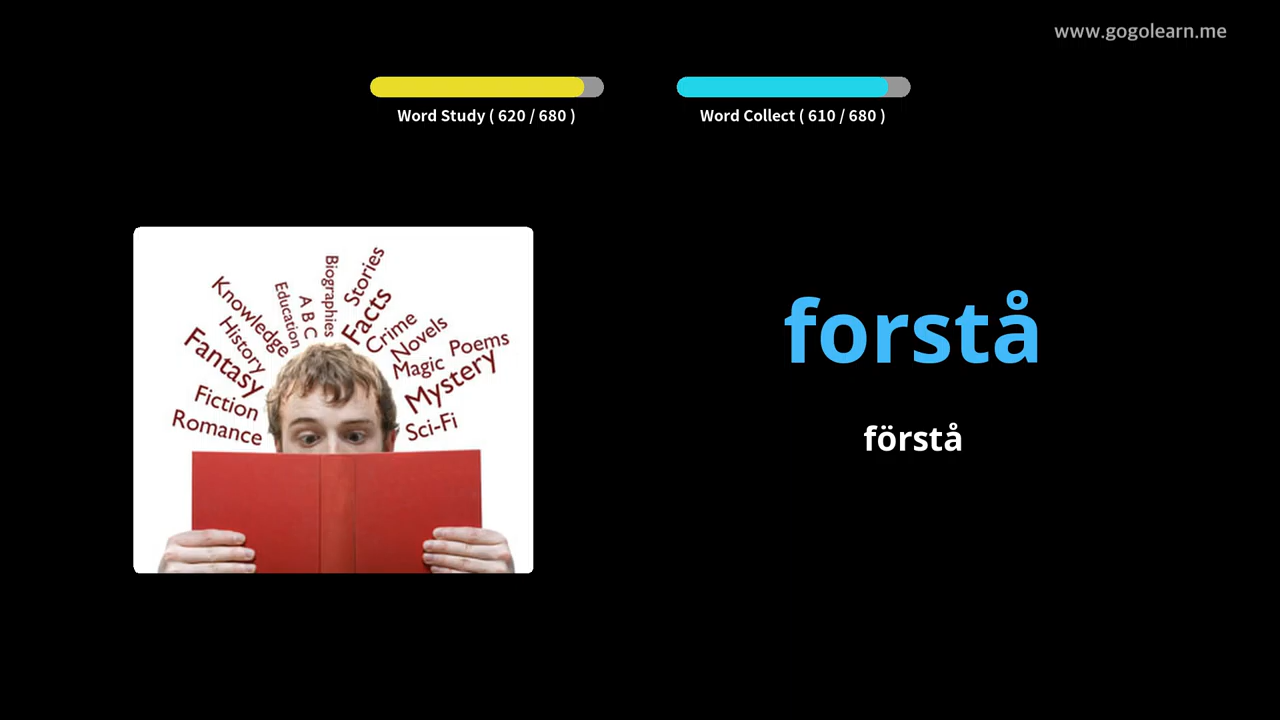 www.gogolearn.me
Word Study ( 620 / 680 )
Word Collect ( 610 / 680 )
Knowledge
History
Fantasy
Fiction
Romance
Education
A B C
Biographies
Stories
Facts
Crime
Novels
Magic
Poems
Mystery
Sci-Fi
forstå
förstå